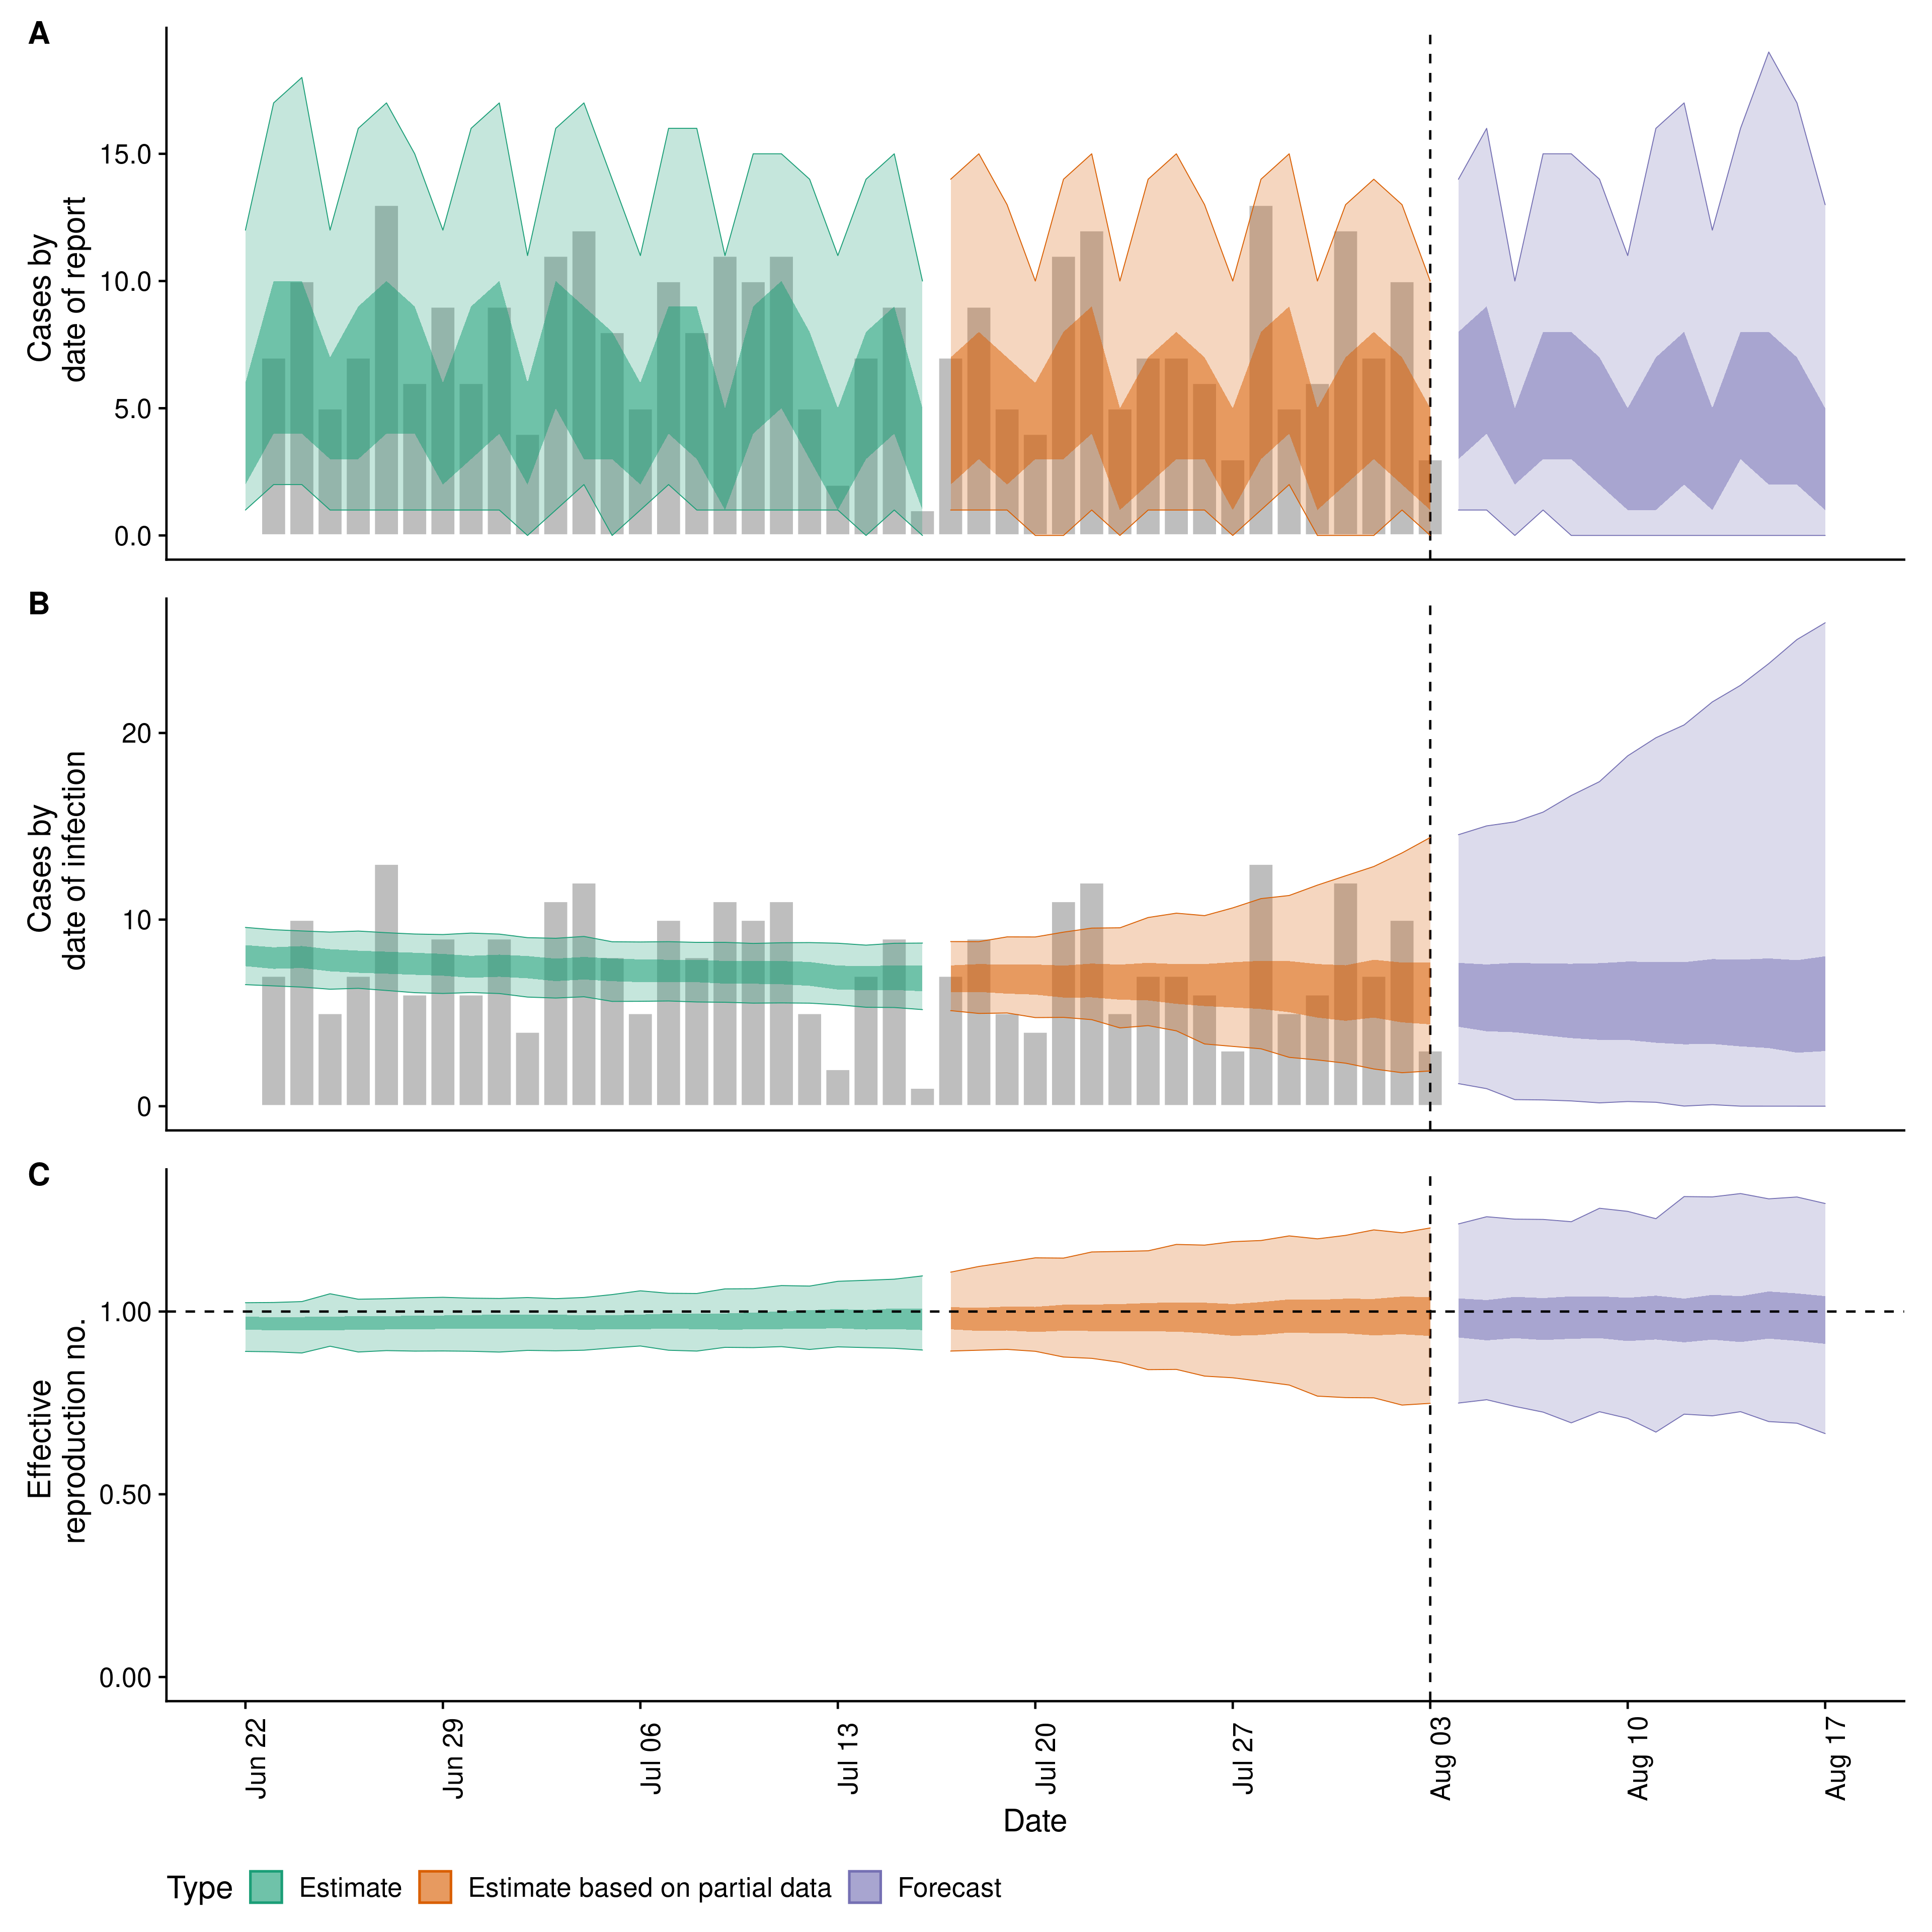 A
Cases by
date of report
15.0
10.0
5.0
0.0
B
Cases by
date of infection
20
10
0
C
Effective
reproduction no.
1.00
0.50
0.00
Jun 22
Jun 29
Jul 06
Jul 13
Jul 20
Jul 27
Aug 03
Aug 10
Aug 17
Date
Type
Estimate
Estimate based on partial data
Forecast